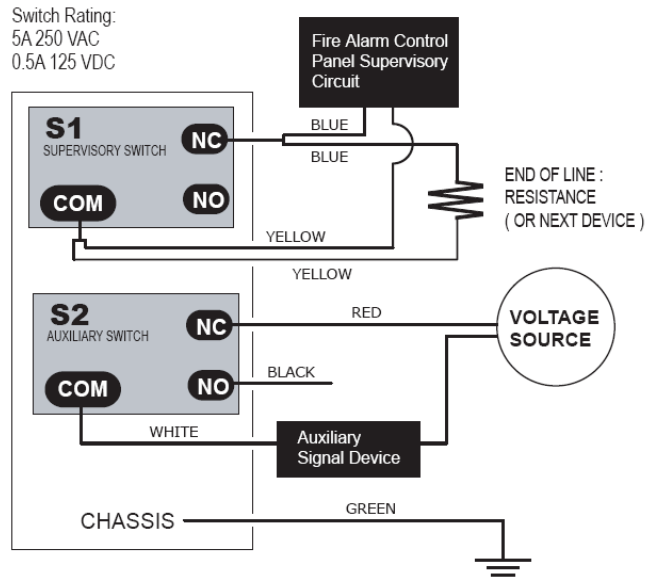 Switch Rating:
5A 250 VAC
0.5A 125 VDC
Fire Alarm Control
Panel Supervisory
Circuit
S1
SUPERVISORY SWITCH
NC
NO
COM
BLUE
BLUE
END OF LINE :
RESISTANCE
( OR NEXT DEVICE )
YELLOW
YELLOW
S2
AUXILIARY SWITCH
NC
NO
COM
RED
VOLTAGE
SOURCE
BLACK
WHITE
Auxiliary
Signal Device
CHASSIS
GREEN